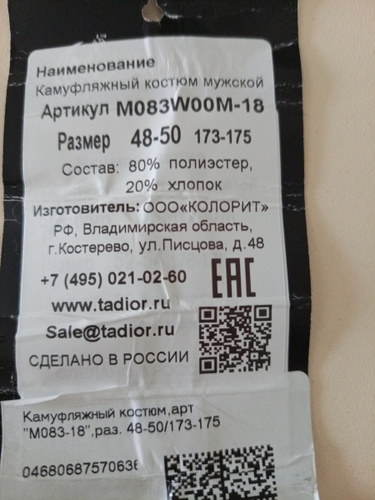 Наименование
Камуфляжный костюм мужской
Артикул М083W00М-18
Размер 48-50 173-175
Состав: 80% полиэстер,
20% хлопок
Изготовитель: ООО«КОЛОРИТ»
РФ, Владимирская область,
г.Костерево, ул.Писцова, д.48
+7 (495) 021-02-60
EAC
www.tadior.ru
Sale@tadior.ru
СДЕЛАНО В РОССИИ
Камуфляжный костюм,арт
"М083-18",раз. 48-50/173-175
04680687570636